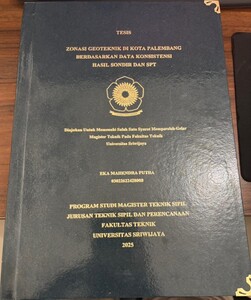 TESIS
ZONASI GEOTEKNIK DI KOTA PALEMBANG
BERDASARKAN DATA KONSISTENSI
HASIL SONDIR DAN SPT
Diajukan Untuk Memenuhi Salah Satu Syarat Memperoleh Gelar
Magister Teknik Pada Fakultas Teknik
Universitas Sriwijaya
EKA MAHENDRA PUTRA
PROGRAM STUDI MAGISTER TEKNIK SIPIL
JURUSAN TEKNIK SIPIL DAN PERENCANAAN
FAKULTAS TEKNIK
UNIVERSITAS SRIWIJAYA
2025